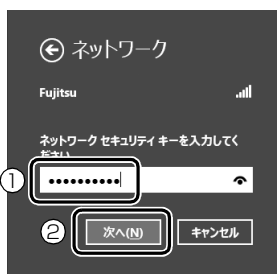 ネットワーク
Fujitsu
ネットワーク セキュリティ キーを入力してく
ださい
①
••••••••••
② 次へ(N) キャンセル